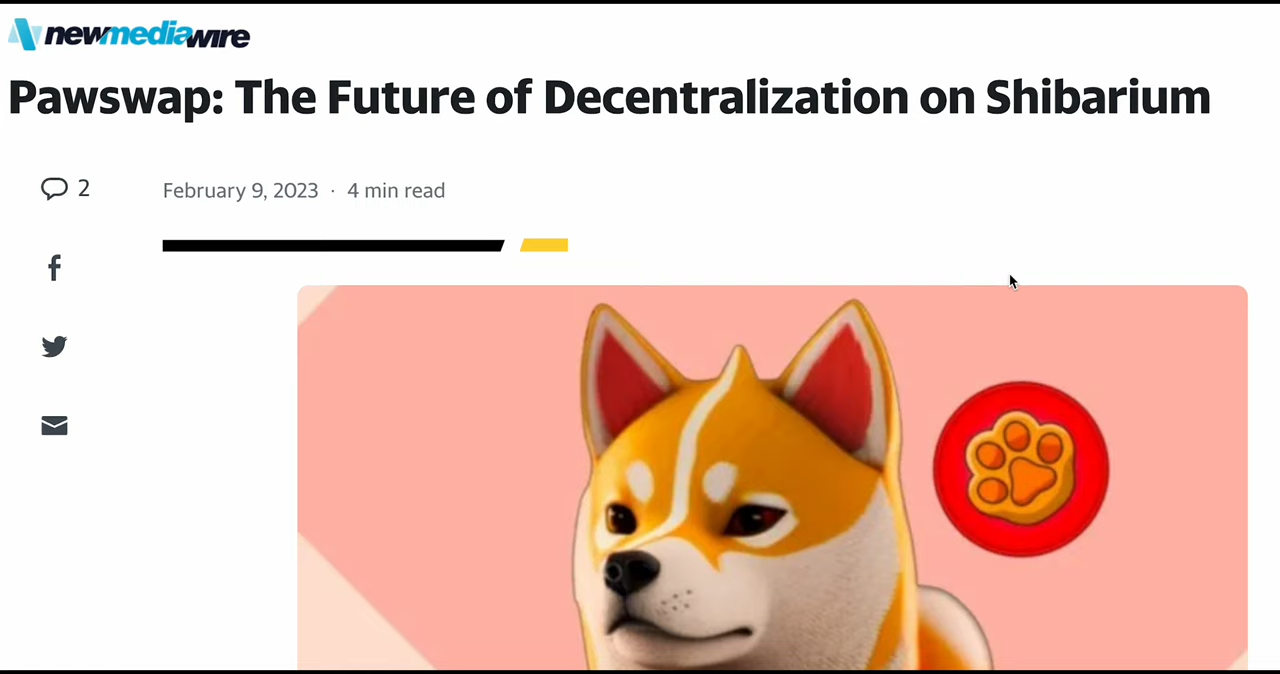 newmediawire
Pawswap: The Future of Decentralization on Shibarium
2
February 9, 2023 · 4 min read